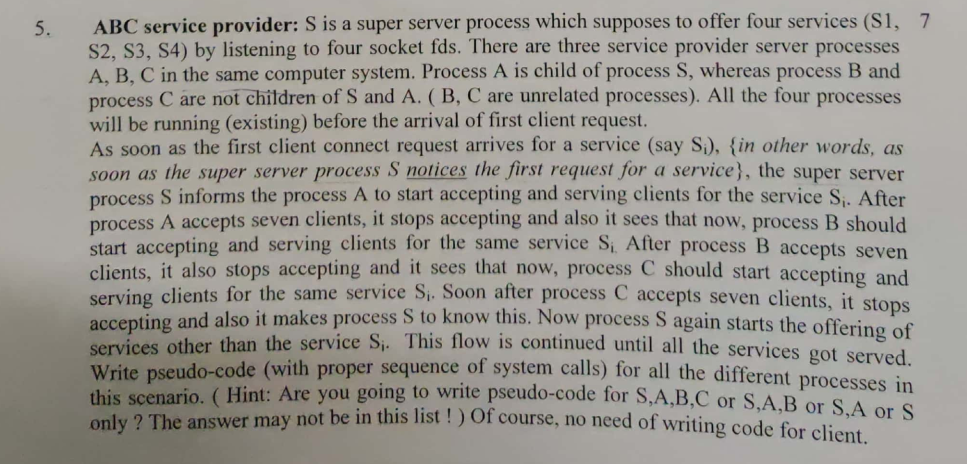 5. ABC service provider: S is a super server process which supposes to offer four services (S1, 7
S2, S3, S4) by listening to four socket fds. There are three service provider server processes
A, B, C in the same computer system. Process A is child of process S, whereas process B and
process C are not children of S and A. ( B, C are unrelated processes). All the four processes
will be running (existing) before the arrival of first client request.
As soon as the first client connect request arrives for a service (say Si), {in other words, as
soon as the super server process S notices the first request for a service}, the super server
process S informs the process A to start accepting and serving clients for the service Si. After
process A accepts seven clients, it stops accepting and also it sees that now, process B should
start accepting and serving clients for the same service Si. After process B accepts seven
clients, it also stops accepting and it sees that now, process C should start accepting and
serving clients for the same service Si. Soon after process C accepts seven clients, it stops
accepting and also it makes process S to know this. Now process S again starts the offering of
services other than the service Si. This flow is continued until all the services got served.
Write pseudo-code (with proper sequence of system calls) for all the different processes in
this scenario. ( Hint: Are you going to write pseudo-code for S,A,B,C or S,A,B or S,A or S
only ? The answer may not be in this list ! ) Of course, no need of writing code for client.